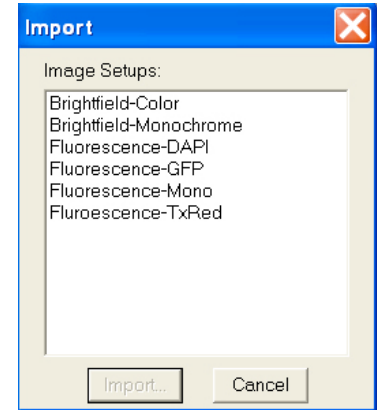 Import
Image Setups:
Brightfield-Color
Brightfield-Monochrome
Fluorescence-DAPI
Fluorescence-GFP
Fluorescence-Mono
Fluroescence-TxRed
Import... Cancel